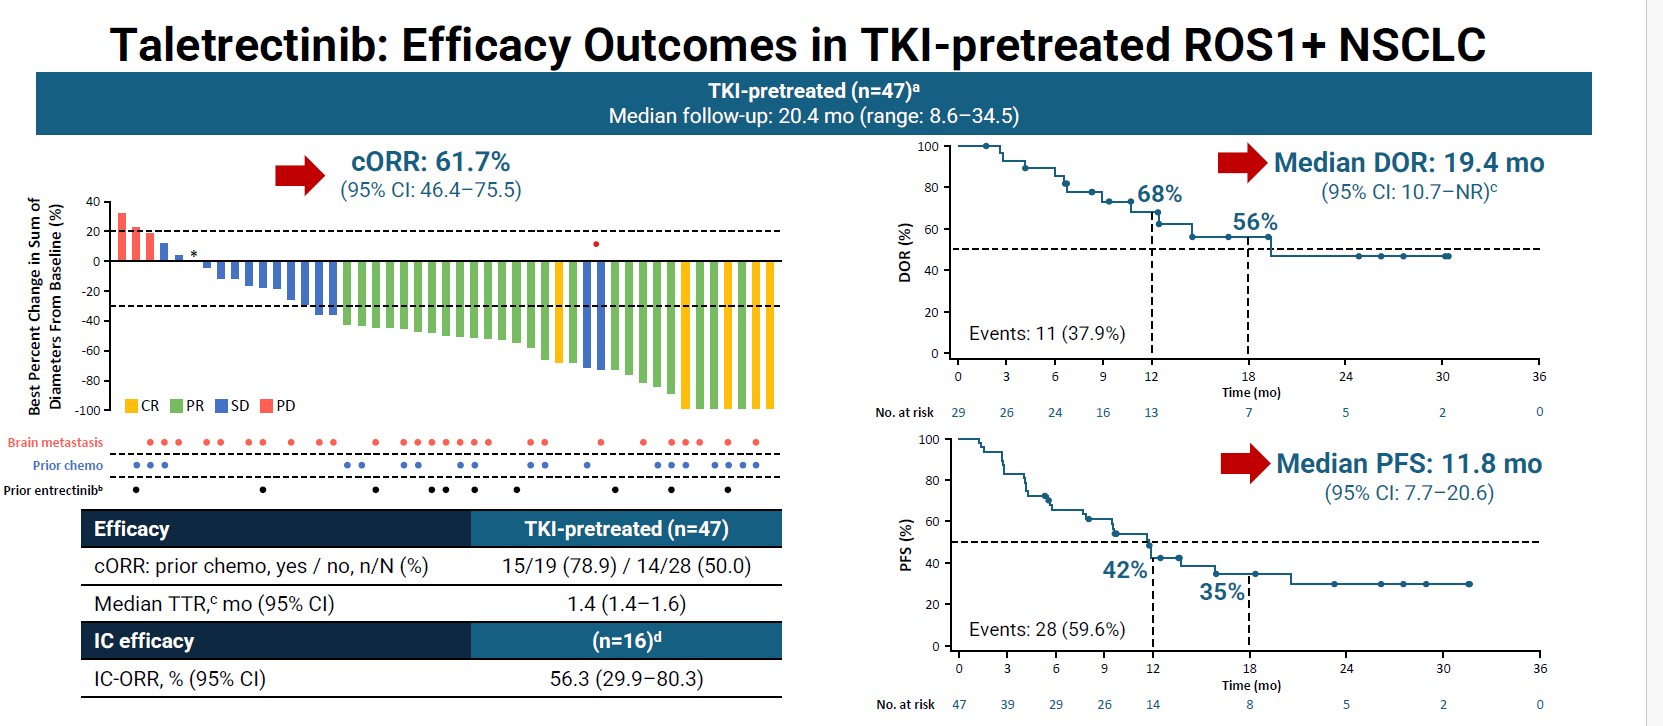 Taletrectinib: Efficacy Outcomes in TKI-pretreated ROS1+ NSCLC
TKI-pretreated (n=47)ᵃ
Median follow-up: 20.4 mo (range: 8.6–34.5)
cORR: 61.7%
(95% CI: 46.4–75.5)
Best Percent Change in Sum of
Diameters From Baseline (%)
40
20
0
-20
-40
-60
-80
-100
*
CR PR SD PD
Brain metastasis
Prior chemo
Prior entrectinibᵇ
Efficacy TKI-pretreated (n=47)
cORR: prior chemo, yes / no, n/N (%) 15/19 (78.9) / 14/28 (50.0)
Median TTR,ᶜ mo (95% CI) 1.4 (1.4–1.6)
IC efficacy (n=16)ᵈ
IC-ORR, % (95% CI) 56.3 (29.9–80.3)
Median DOR: 19.4 mo
(95% CI: 10.7–NR)ᶜ
DOR (%)
100
80
60
40
20
0
68%
56%
Events: 11 (37.9%)
0 3 6 9 12 18 24 30 36
Time (mo)
No. at risk 29 26 24 16 13 7 5 2 0
Median PFS: 11.8 mo
(95% CI: 7.7–20.6)
PFS (%)
100
80
60
40
20
0
42%
35%
Events: 28 (59.6%)
0 3 6 9 12 18 24 30 36
Time (mo)
No. at risk 47 39 29 26 14 8 5 2 0